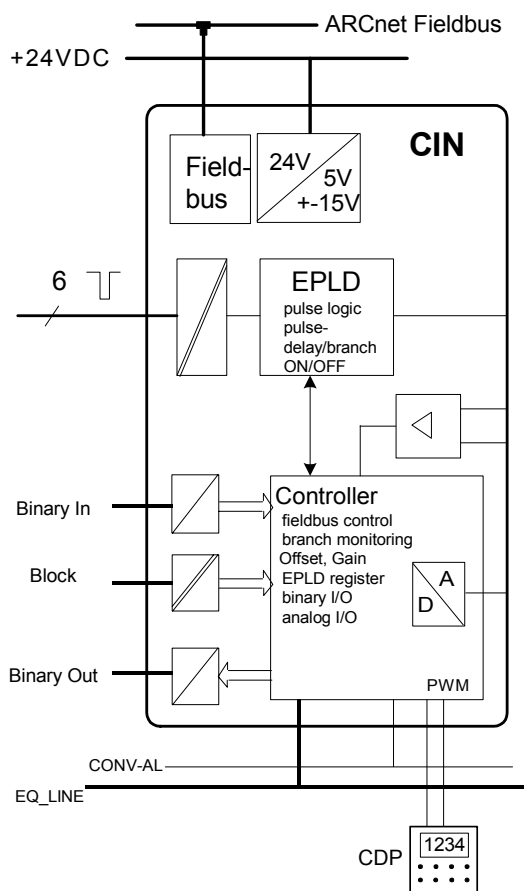 ARCnet Fieldbus
+24VDC
CIN
Field-
bus
24V
5V
+-15V
6
EPLD
pulse logic
pulse-
delay/branch
ON/OFF
Binary In
Block
Binary Out
Controller
fieldbus control
branch monitoring
Offset, Gain
EPLD register
binary I/O
analog I/O
A
D
PWM
CONV-AL
EQ_LINE
CDP
1234